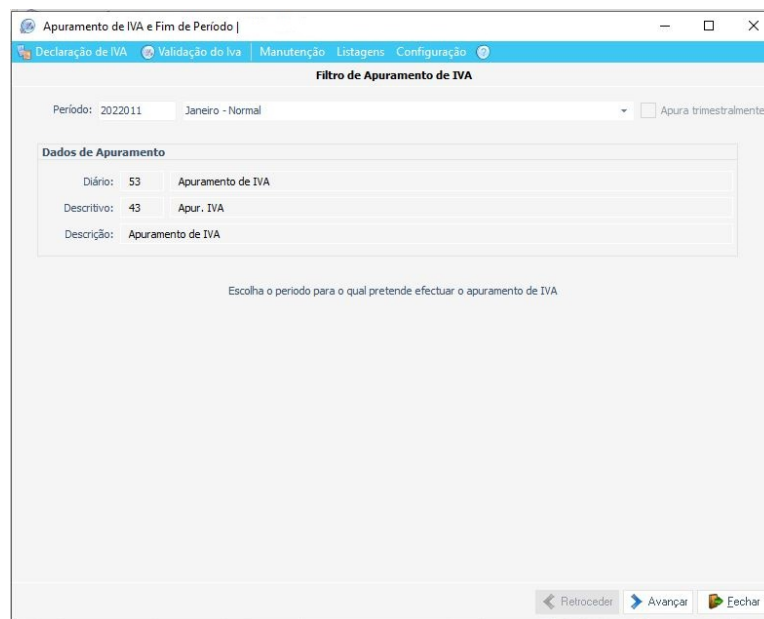 Apuramento de IVA e Fim de Período |
Declaração de IVA Validação do Iva Manutenção Listagens Configuração ?
Filtro de Apuramento de IVA
Período: 2022011 Janeiro - Normal Apura trimestralmente
Dados de Apuramento
Diário: 53 Apuramento de IVA
Descritivo: 43 Apur. IVA
Descrição: Apuramento de IVA
Escolha o periodo para o qual pretende efectuar o apuramento de IVA
Retroceder Avançar Fechar